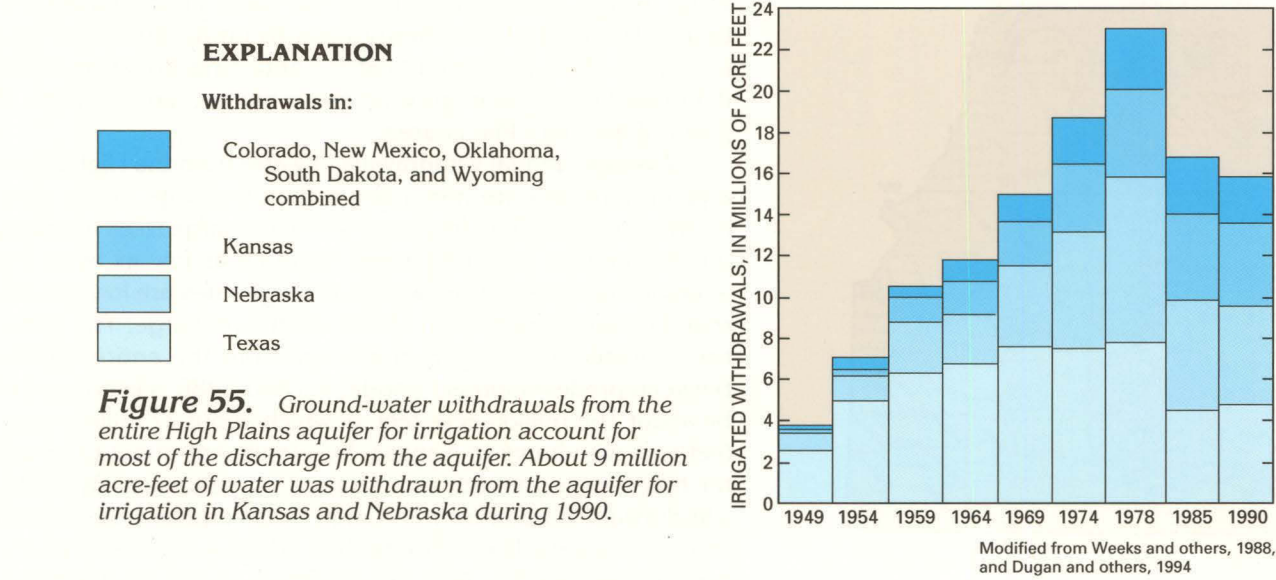 EXPLANATION
Withdrawals in:
Colorado, New Mexico, Oklahoma,
South Dakota, and Wyoming
combined
Kansas
Nebraska
Texas
Figure 55. Ground-water withdrawals from the
entire High Plains aquifer for irrigation account for
most of the discharge from the aquifer. About 9 million
acre-feet of water was withdrawn from the aquifer for
irrigation in Kansas and Nebraska during 1990.
IRRIGATED WITHDRAWALS, IN MILLIONS OF ACRE FEET
24
22
20
18
16
14
12
10
8
6
4
2
0
1949 1954 1959 1964 1969 1974 1978 1985 1990
Modified from Weeks and others, 1988,
and Dugan and others, 1994